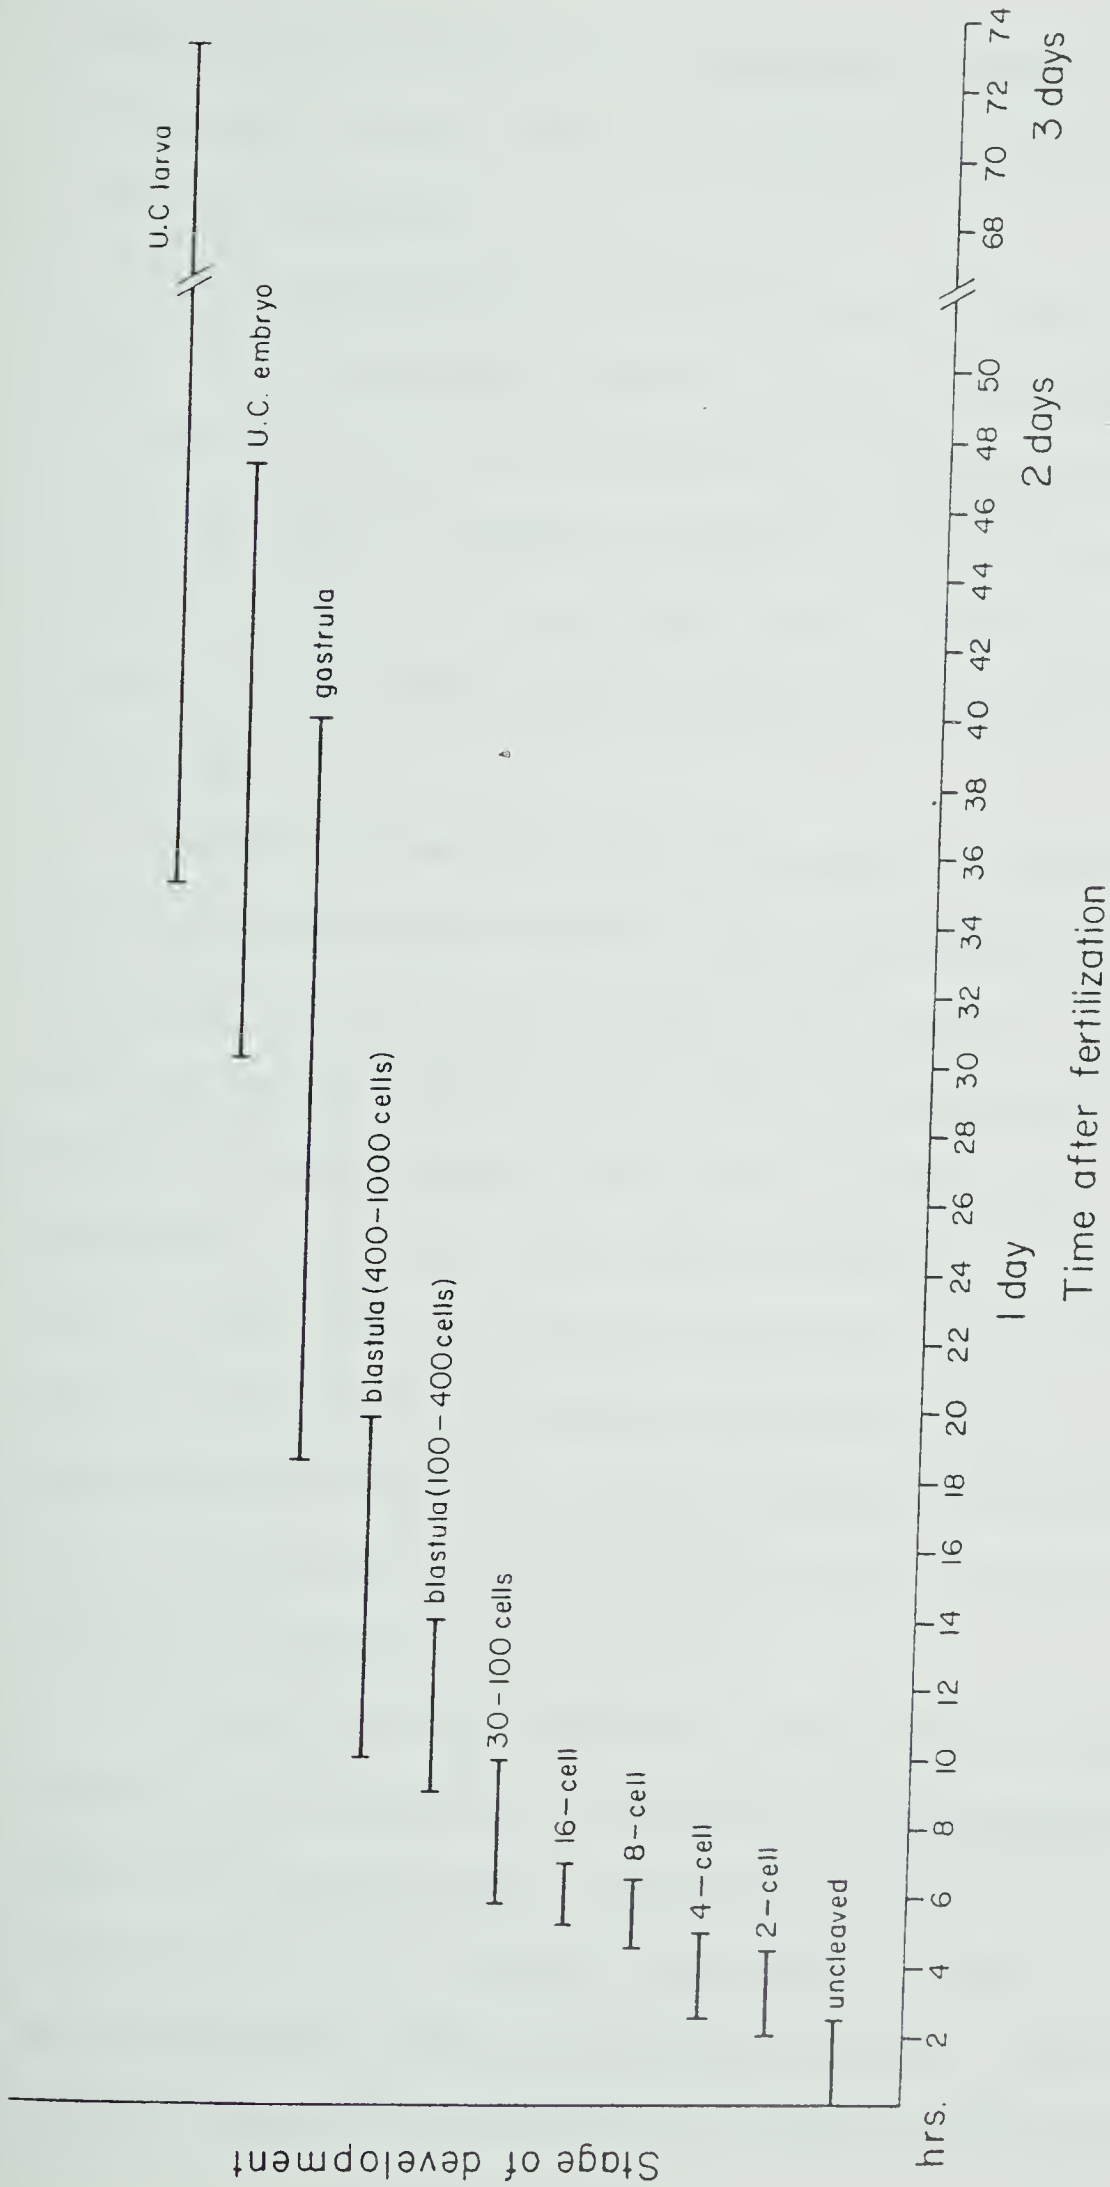 Stage of development
U.C larva
U.C. embryo
gastrula
blastula (400-1000 cells)
blastula (100-400 cells)
30-100 cells
16-cell
8-cell
4-cell
2-cell
uncleaved
hrs. 2 4 6 8 10 12 14 16 18 20 22 24 26 28 30 32 34 36 38 40 42 44 46 48 50 68 70 72 74
1 day 2 days 3 days
Time after fertilization